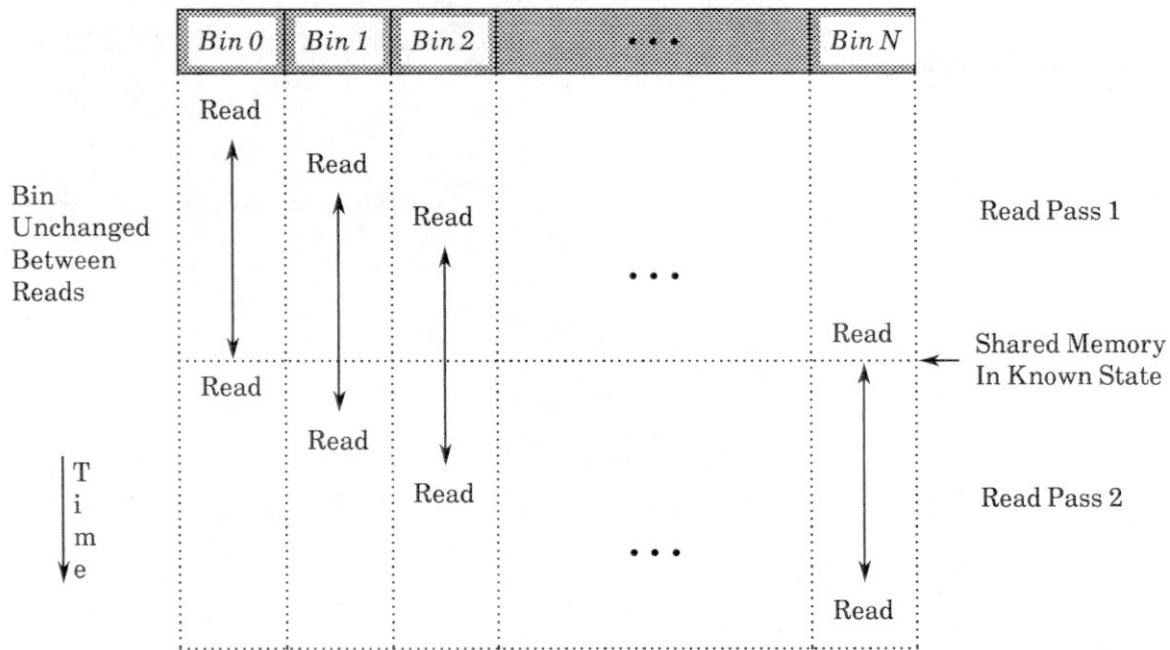 Bin 0 Bin 1 Bin 2 • • • Bin N
Read
Read
Bin
Unchanged
Between
Reads
Read
Read Pass 1
• • •
Read
Shared Memory
In Known State
Read
Read
Read
Time
Read Pass 2
• • •
Read